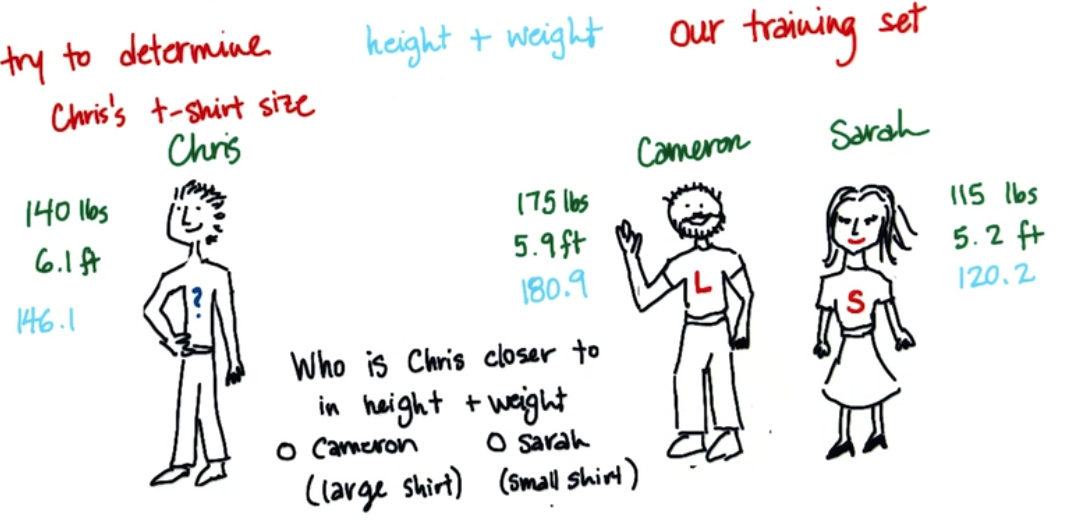 try to determine
Chris's t-shirt size
height + weight
our training set
Chris
140 lbs
6.1 ft
146.1
?
Cameron
175 lbs
5.9 ft
180.9
L
Sarah
115 lbs
5.2 ft
120.2
S
Who is Chris closer to
in height + weight
O Cameron
(large shirt)
O Sarah
(small shirt)